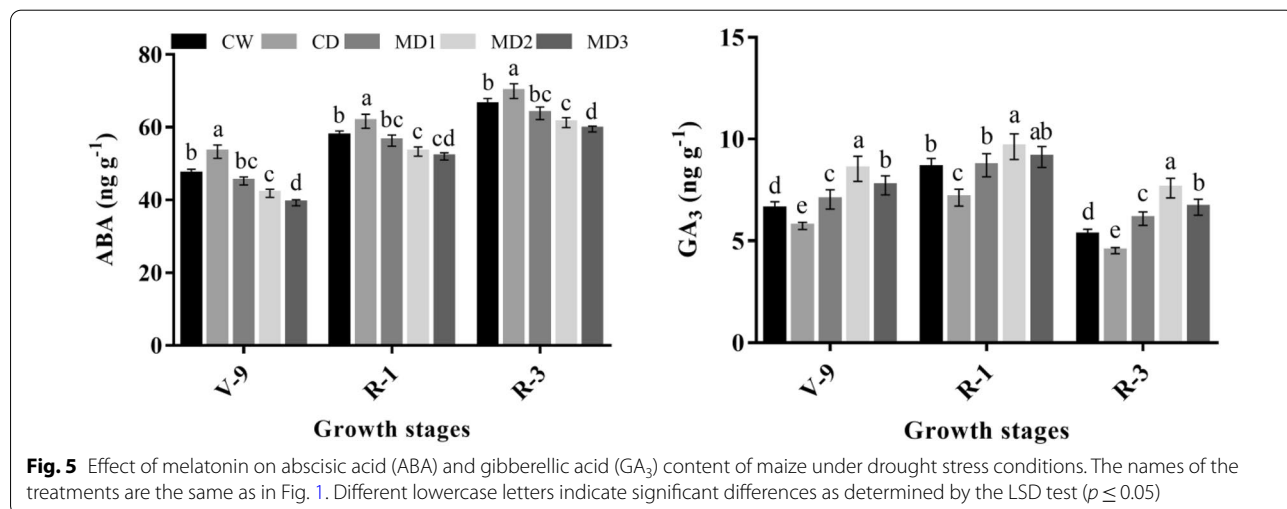 CW CD MD1 MD2 MD3
80
60
40
20
0
ABA (ng g⁻¹)
b a bc c d
b a bc c cd
b a bc c d
V-9 R-1 R-3
Growth stages
15
10
5
0
GA₃ (ng g⁻¹)
d e c a b
b c b a ab
d e c a b
V-9 R-1 R-3
Growth stages
Fig. 5 Effect of melatonin on abscisic acid (ABA) and gibberellic acid (GA₃) content of maize under drought stress conditions. The names of the
treatments are the same as in Fig. 1. Different lowercase letters indicate significant differences as determined by the LSD test (p ≤ 0.05)